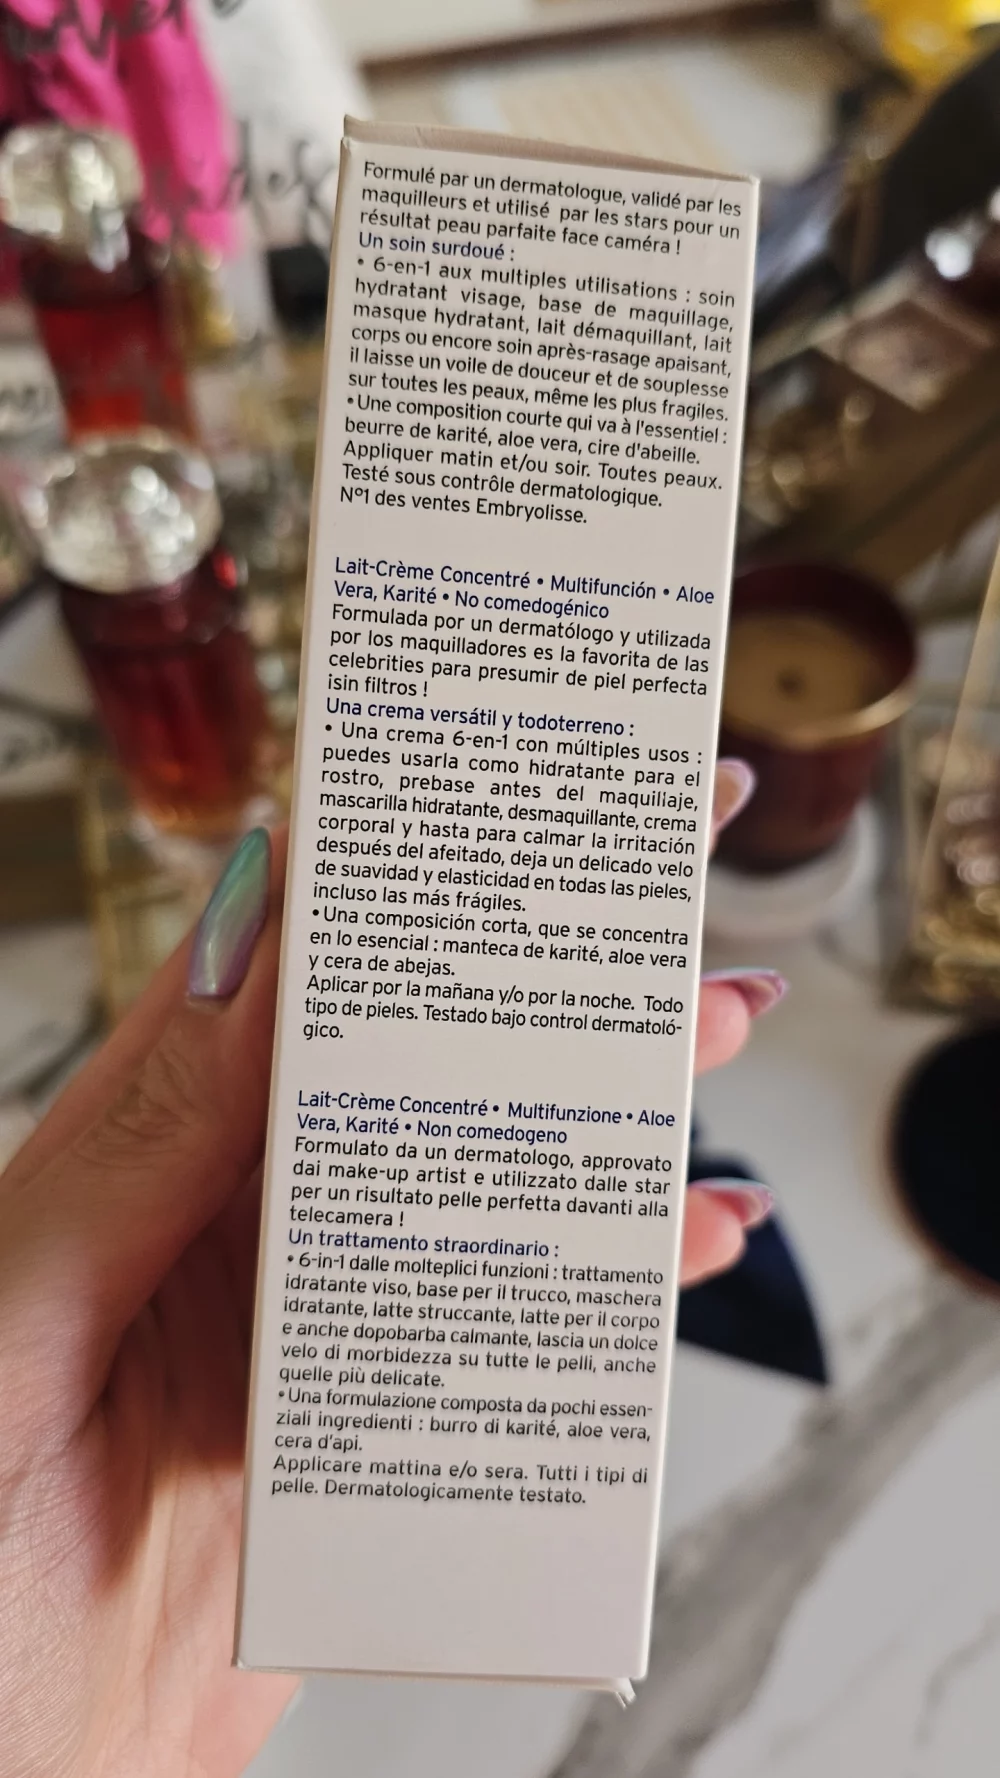 Formulé par un dermatologue, validé par les
maquilleurs et utilisé par les stars pour un
résultat peau parfaite face caméra !
Un soin surdoué :
• 6-en-1 aux multiples utilisations : soin
hydratant visage, base de maquillage,
masque hydratant, lait démaquillant, lait
corps ou encore soin après-rasage apaisant,
il laisse un voile de douceur et de souplesse
sur toutes les peaux, même les plus fragiles.
• Une composition courte qui va à l'essentiel :
beurre de karité, aloe vera, cire d'abeille.
Appliquer matin et/ou soir. Toutes peaux.
Testé sous contrôle dermatologique.
N°1 des ventes Embryolisse.
Lait-Crème Concentré • Multifunción • Aloe
Vera, Karité • No comedogénico
Formulada por un dermatólogo y utilizada
por los maquilladores es la favorita de las
celebrities para presumir de piel perfecta
¡sin filtros !
Una crema versátil y todoterreno :
• Una crema 6-en-1 con múltiples usos :
puedes usarla como hidratante para el
rostro, prebase antes del maquillaje,
mascarilla hidratante, desmaquillante, crema
corporal y hasta para calmar la irritación
después del afeitado, deja un delicado velo
de suavidad y elasticidad en todas las pieles,
incluso las más frágiles.
• Una composición corta, que se concentra
en lo esencial : manteca de karité, aloe vera
y cera de abejas.
Aplicar por la mañana y/o por la noche. Todo
tipo de pieles. Testado bajo control dermatoló-
gico.
Lait-Crème Concentré • Multifunzione • Aloe
Vera, Karité • Non comedogeno
Formulato da un dermatologo, approvato
dai make-up artist e utilizzato dalle star
per un risultato pelle perfetta davanti alla
telecamera !
Un trattamento straordinario :
• 6-in-1 dalle molteplici funzioni : trattamento
idratante viso, base per il trucco, maschera
idratante, latte struccante, latte per il corpo
e anche dopobarba calmante, lascia un dolce
velo di morbidezza su tutte le pelli, anche
quelle più delicate.
• Una formulazione composta da pochi essen-
ziali ingredienti : burro di karité, aloe vera,
cera d'api.
Applicare mattina e/o sera. Tutti i tipi di
pelle. Dermatologicamente testato.